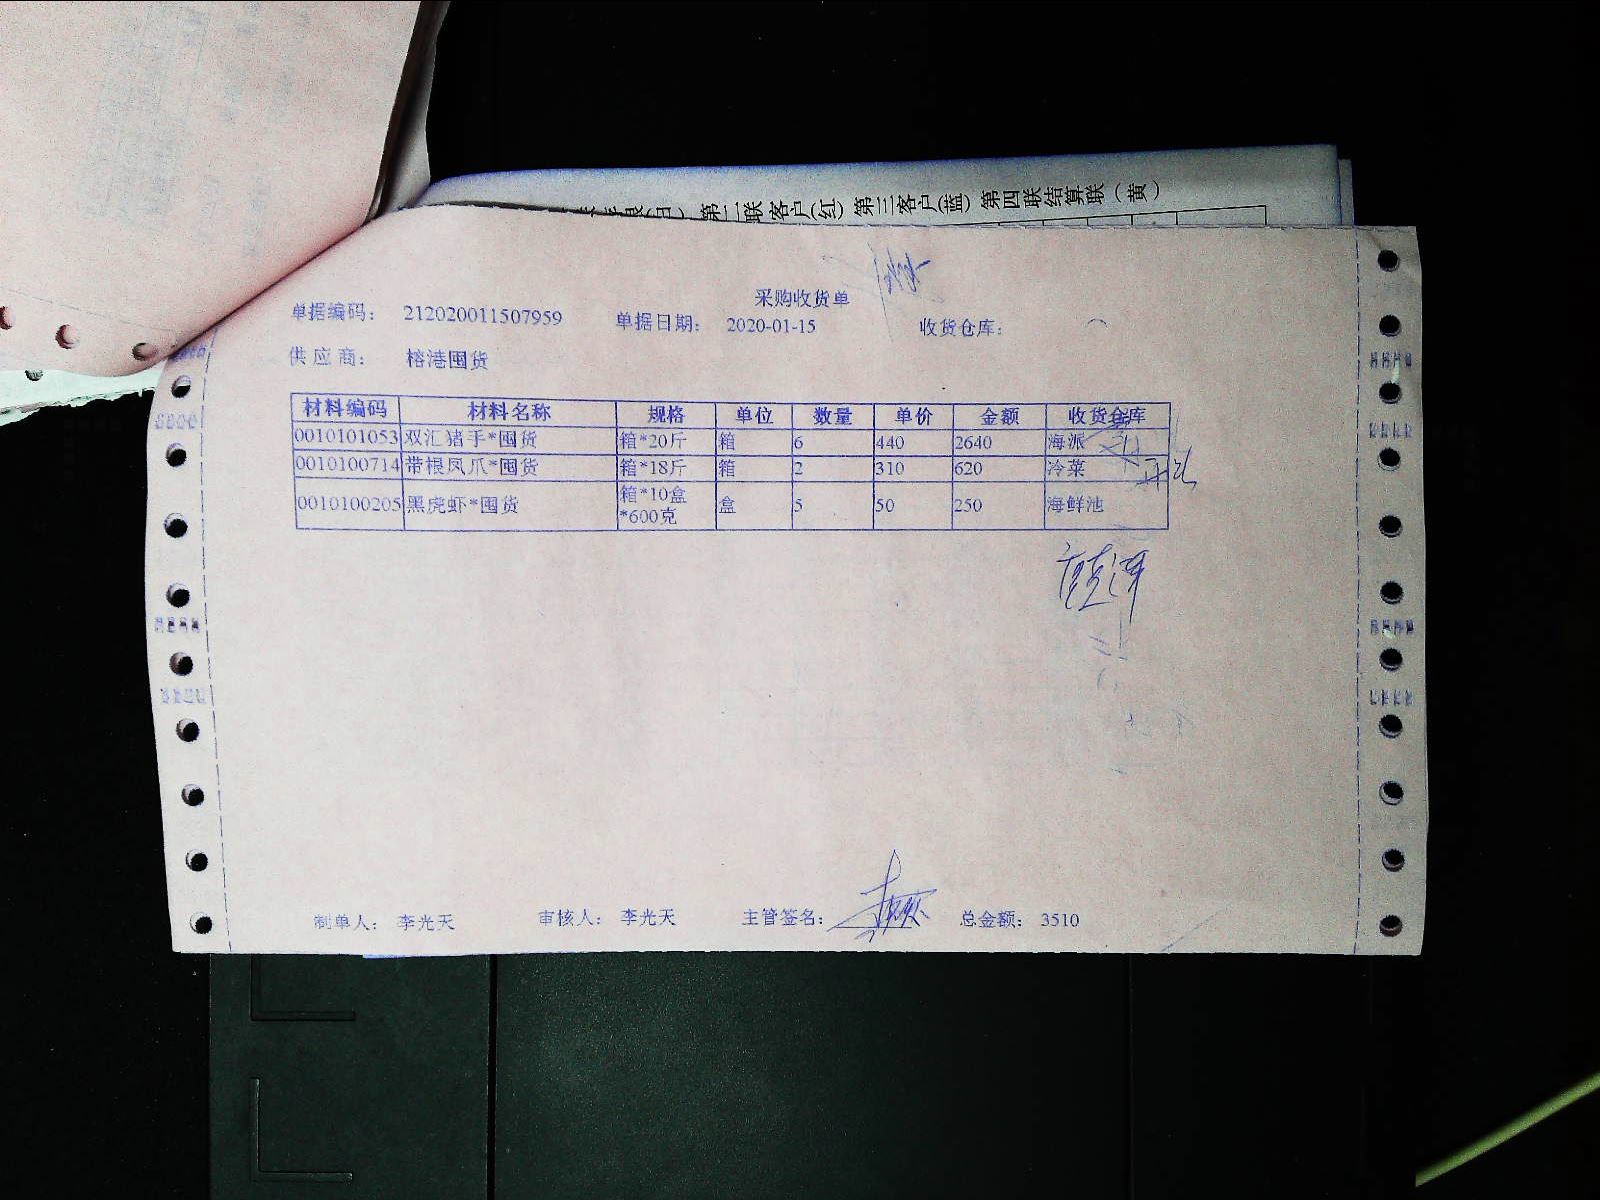 第二联客户(红) 第三客户(蓝) 第四联结算联（黄）
采购收货单
单据编码： 212020011507959 单据日期： 2020-01-15 收货仓库：
供应商： 榕港囤货
材料编码 材料名称 规格 单位 数量 单价 金额 收货仓库
0010101053 双汇猪手*囤货 箱*20斤 箱 6 440 2640 海派
0010100714 带根凤爪*囤货 箱*18斤 箱 2 310 620 冷菜
0010100205 黑虎虾*囤货 箱*10盒 盒 5 50 250 海鲜池
*600克
制单人： 李光天 审核人： 李光天 主管签名： 总金额： 3510